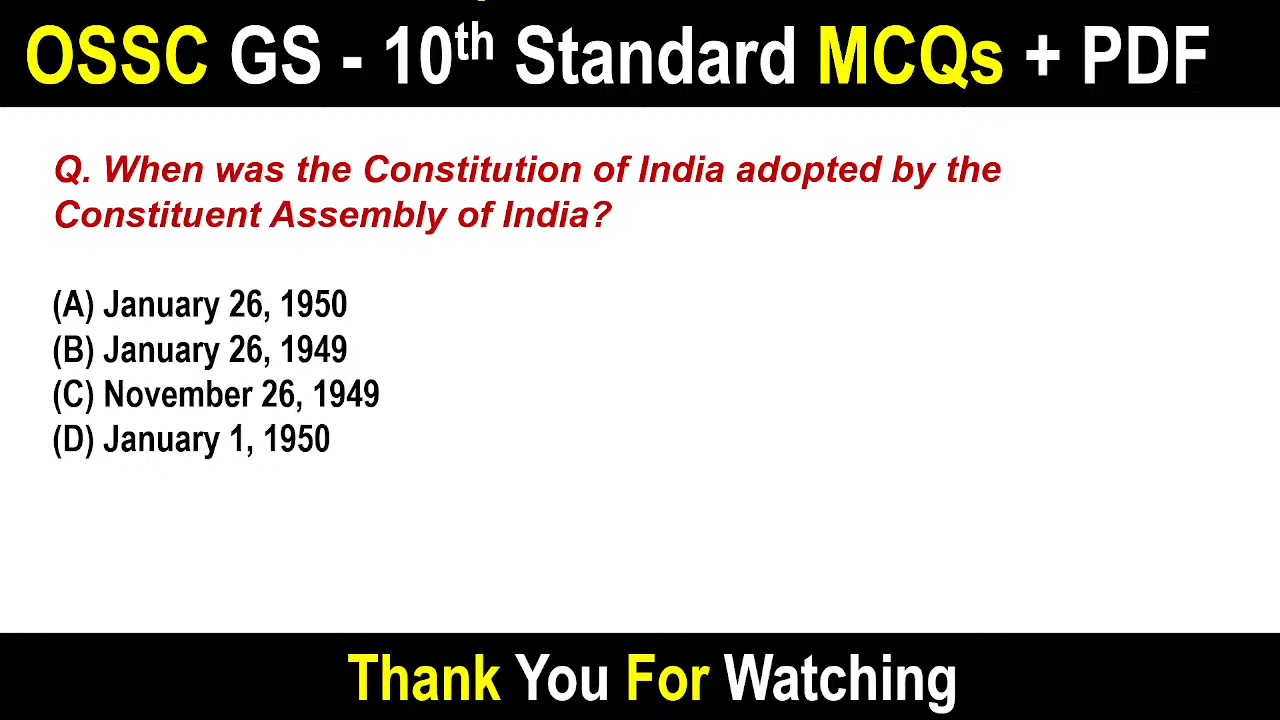 OSSC GS - 10th Standard MCQs + PDF
Q. When was the Constitution of India adopted by the
Constituent Assembly of India?
(A) January 26, 1950
(B) January 26, 1949
(C) November 26, 1949
(D) January 1, 1950
Thank You For Watching